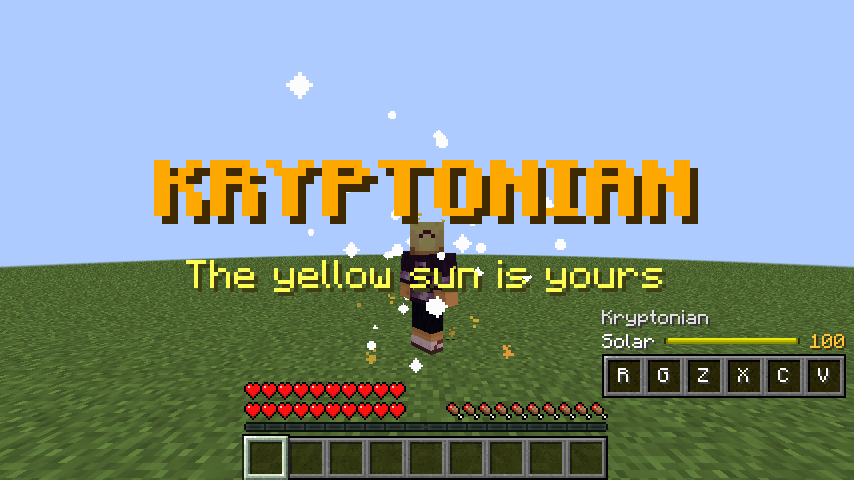 KRYPTONIAN
The yellow sun is yours
Kryptonian
Solar 100
R G Z X C V